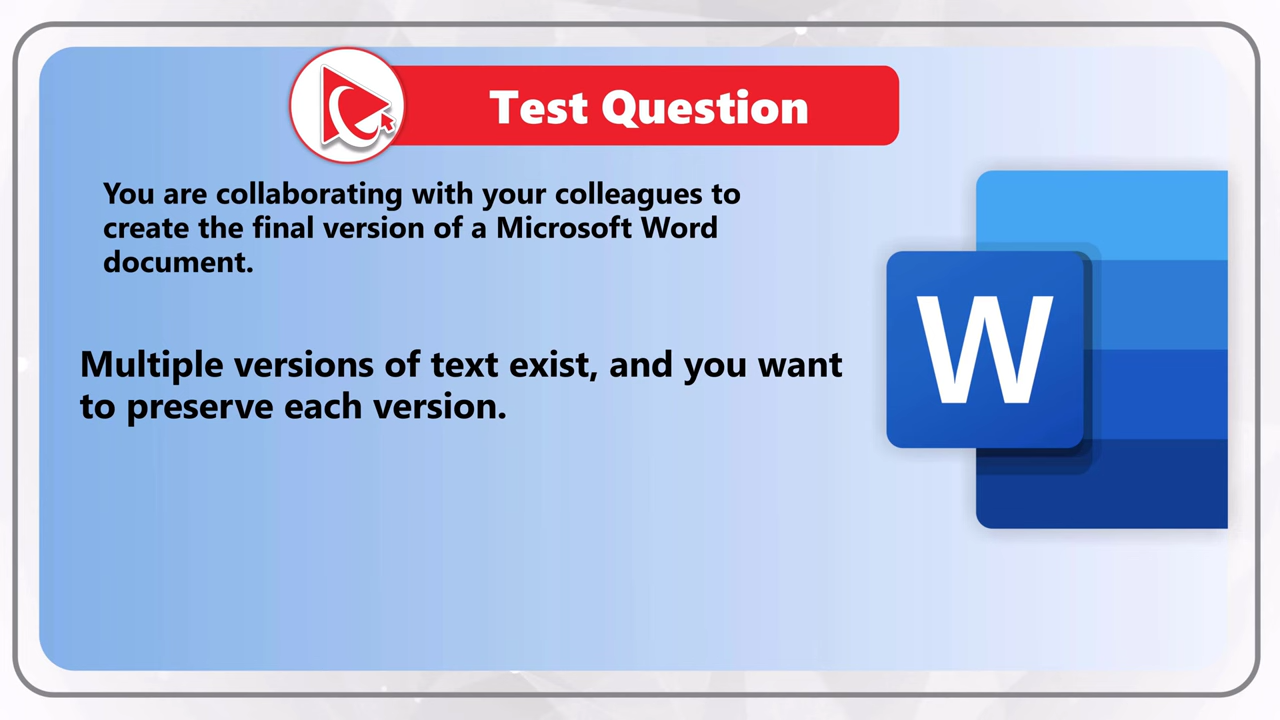 Test Question
You are collaborating with your colleagues to
create the final version of a Microsoft Word
document.
Multiple versions of text exist, and you want
to preserve each version.
W